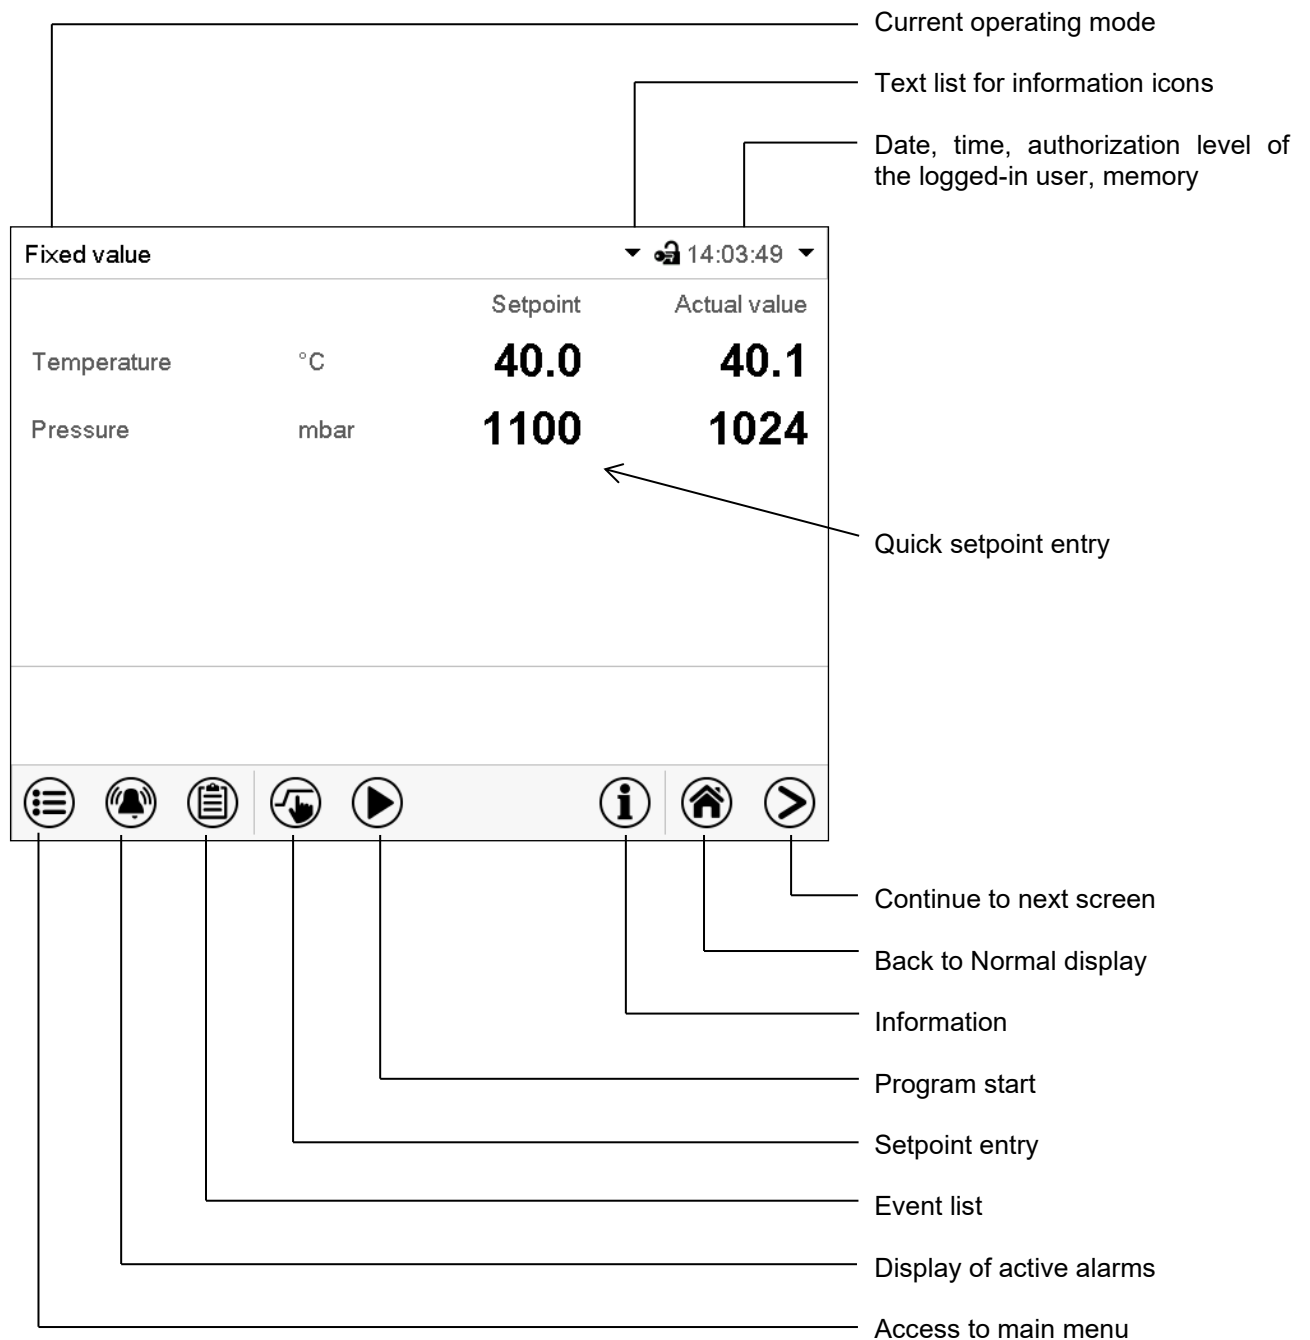 Current operating mode
Text list for information icons
Date, time, authorization level of
the logged-in user, memory
Fixed value 14:03:49
Setpoint Actual value
Temperature °C 40.0 40.1
Pressure mbar 1100 1024
Quick setpoint entry
Continue to next screen
Back to Normal display
Information
Program start
Setpoint entry
Event list
Display of active alarms
Access to main menu